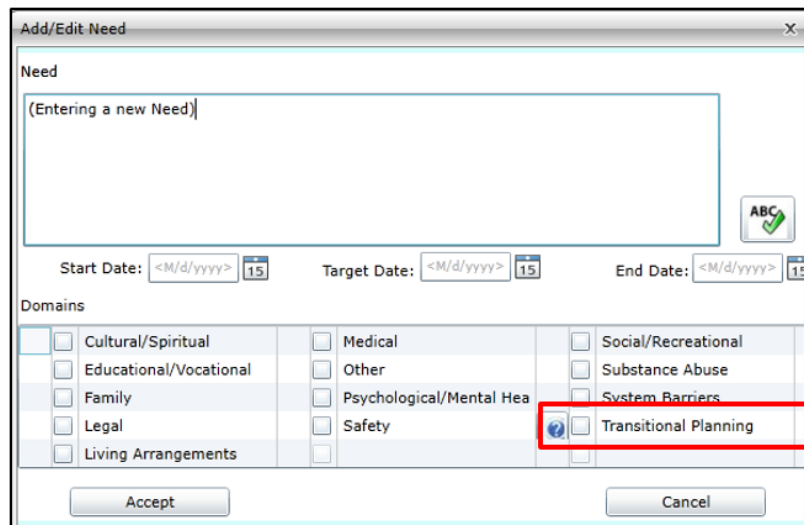 Add/Edit Need x
Need
(Entering a new Need)
ABC
Start Date: <M/d/yyyy> 15 Target Date: <M/d/yyyy> 15 End Date: <M/d/yyyy> 15
Domains
Cultural/Spiritual Medical Social/Recreational
Educational/Vocational Other Substance Abuse
Family Psychological/Mental Hea System Barriers
Legal Safety ? Transitional Planning
Living Arrangements
Accept Cancel